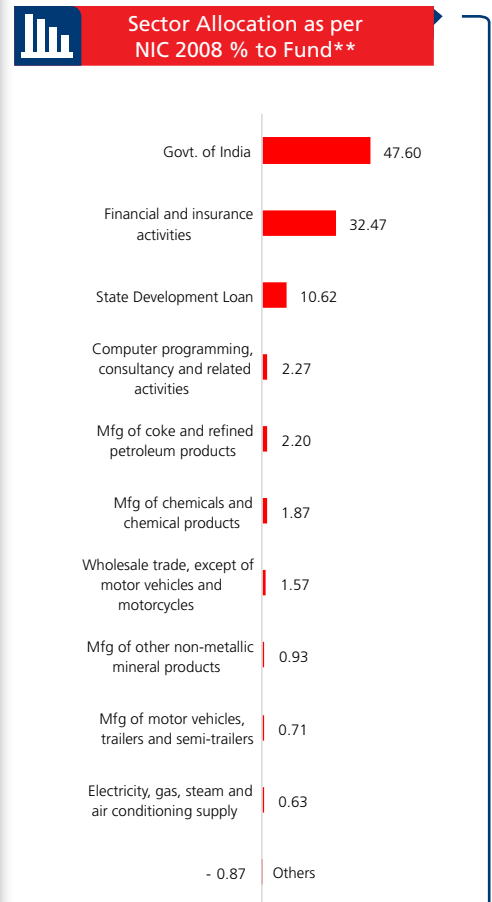 Sector Allocation as per
NIC 2008 % to Fund**
Govt. of India 47.60
Financial and insurance
activities 32.47
State Development Loan 10.62
Computer programming,
consultancy and related 2.27
activities
Mfg of coke and refined
petroleum products 2.20
Mfg of chemicals and
chemical products 1.87
Wholesale trade, except of
motor vehicles and 1.57
motorcycles
Mfg of other non-metallic
mineral products 0.93
Mfg of motor vehicles,
trailers and semi-trailers 0.71
Electricity, gas, steam and
air conditioning supply 0.63
- 0.87 Others